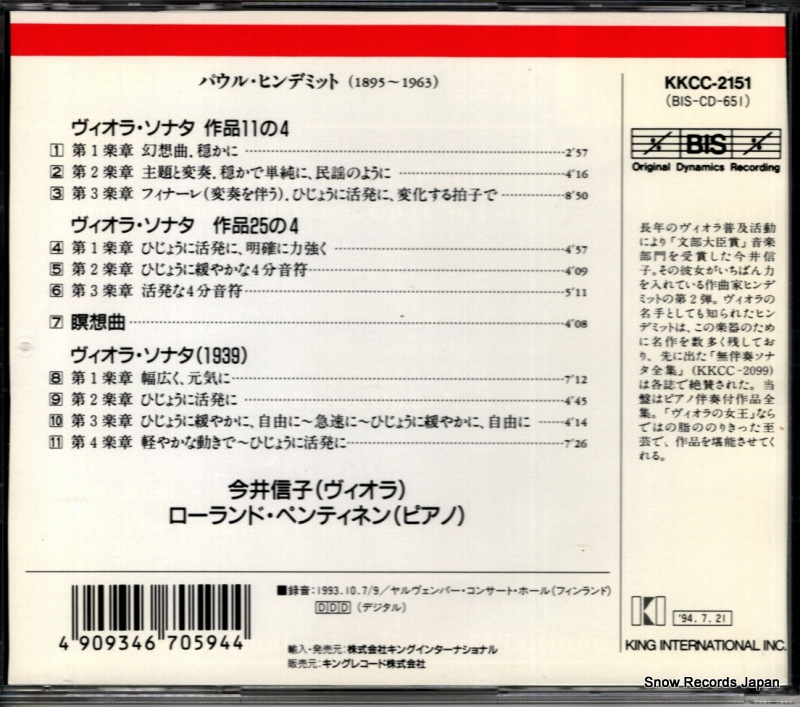 パウル・ヒンデミット (1895～1963)
ヴィオラ・ソナタ 作品11の4
1 第1楽章 幻想曲．穏かに 2'57
2 第2楽章 主題と変奏．穏かで単純に、民謡のように 4'16
3 第3楽章 フィナーレ（変奏を伴う）．ひじょうに活発に、変化する拍子で 8'50
ヴィオラ・ソナタ 作品25の4
4 第1楽章 ひじょうに活発に、明確に力強く 4'57
5 第2楽章 ひじょうに緩やかな4分音符 4'09
6 第3楽章 活発な4分音符 5'11
7 瞑想曲 4'08
ヴィオラ・ソナタ(1939)
8 第1楽章 幅広く、元気に 7'12
9 第2楽章 ひじょうに活発に 4'45
10 第3楽章 ひじょうに緩やかに、自由に～急速に～ひじょうに緩やかに、自由に 4'14
11 第4楽章 軽やかな動きで～ひじょうに活発に 7'26
今井信子(ヴィオラ)
ローランド・ペンティネン(ピアノ)
4 909346 705944
■録音：1993.10.7/9／ヤルヴェンパー・コンサート・ホール(フィンランド)
DDD (デジタル)
輸入・発売元：株式会社キングインターナショナル
販売元：キングレコード株式会社
KKCC-2151
(BIS-CD-651)
BIS
Original Dynamics Recording
長年のヴィオラ普及活動
により「文部大臣賞」音楽
部門を受賞した今井信
子。その彼女がいちばん力
を入れている作曲家ヒンデ
ミットの第2弾。ヴィオラの
名手としても知られたヒン
デミットは、この楽器のため
に名作を数多く残してお
り、先に出た「無伴奏ソナ
タ全集」(KKCC-2099)
は各誌で絶賛された。当
盤はピアノ伴奏付作品全
集。「ヴィオラの女王」なら
ではの脂ののりきった至
芸で、作品を堪能させてく
れる。
'94.7.21
KING INTERNATIONAL INC.
Snow Records Japan